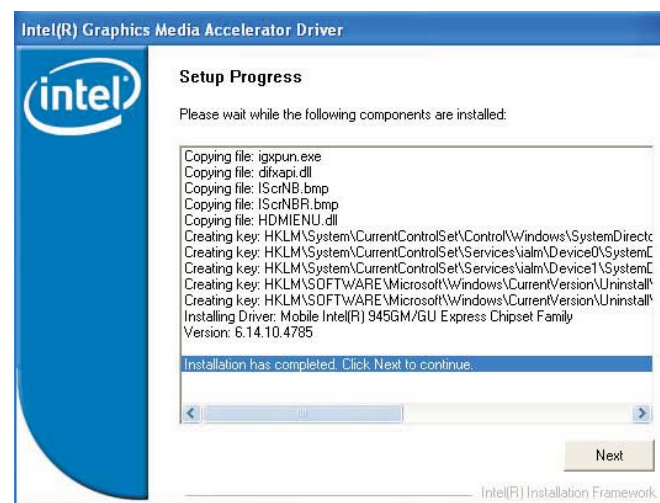 Intel(R) Graphics Media Accelerator Driver
intel
Setup Progress
Please wait while the following components are installed:
Copying file: igxpun.exe
Copying file: difxapi.dll
Copying file: IScrNB.bmp
Copying file: IScrNBR.bmp
Copying file: HDMIENU.dll
Creating key: HKLM\System\CurrentControlSet\Control\Windows\SystemDirecto
Creating key: HKLM\System\CurrentControlSet\Services\ialm\Device0\SystemD
Creating key: HKLM\System\CurrentControlSet\Services\ialm\Device1\SystemD
Creating key: HKLM\SOFTWARE\Microsoft\Windows\CurrentVersion\Uninstall\
Creating key: HKLM\SOFTWARE\Microsoft\Windows\CurrentVersion\Uninstall\
Installing Driver: Mobile Intel(R) 945GM/GU Express Chipset Family
Version: 6.14.10.4785
Installation has completed. Click Next to continue.
Next
Intel(R) Installation Framework